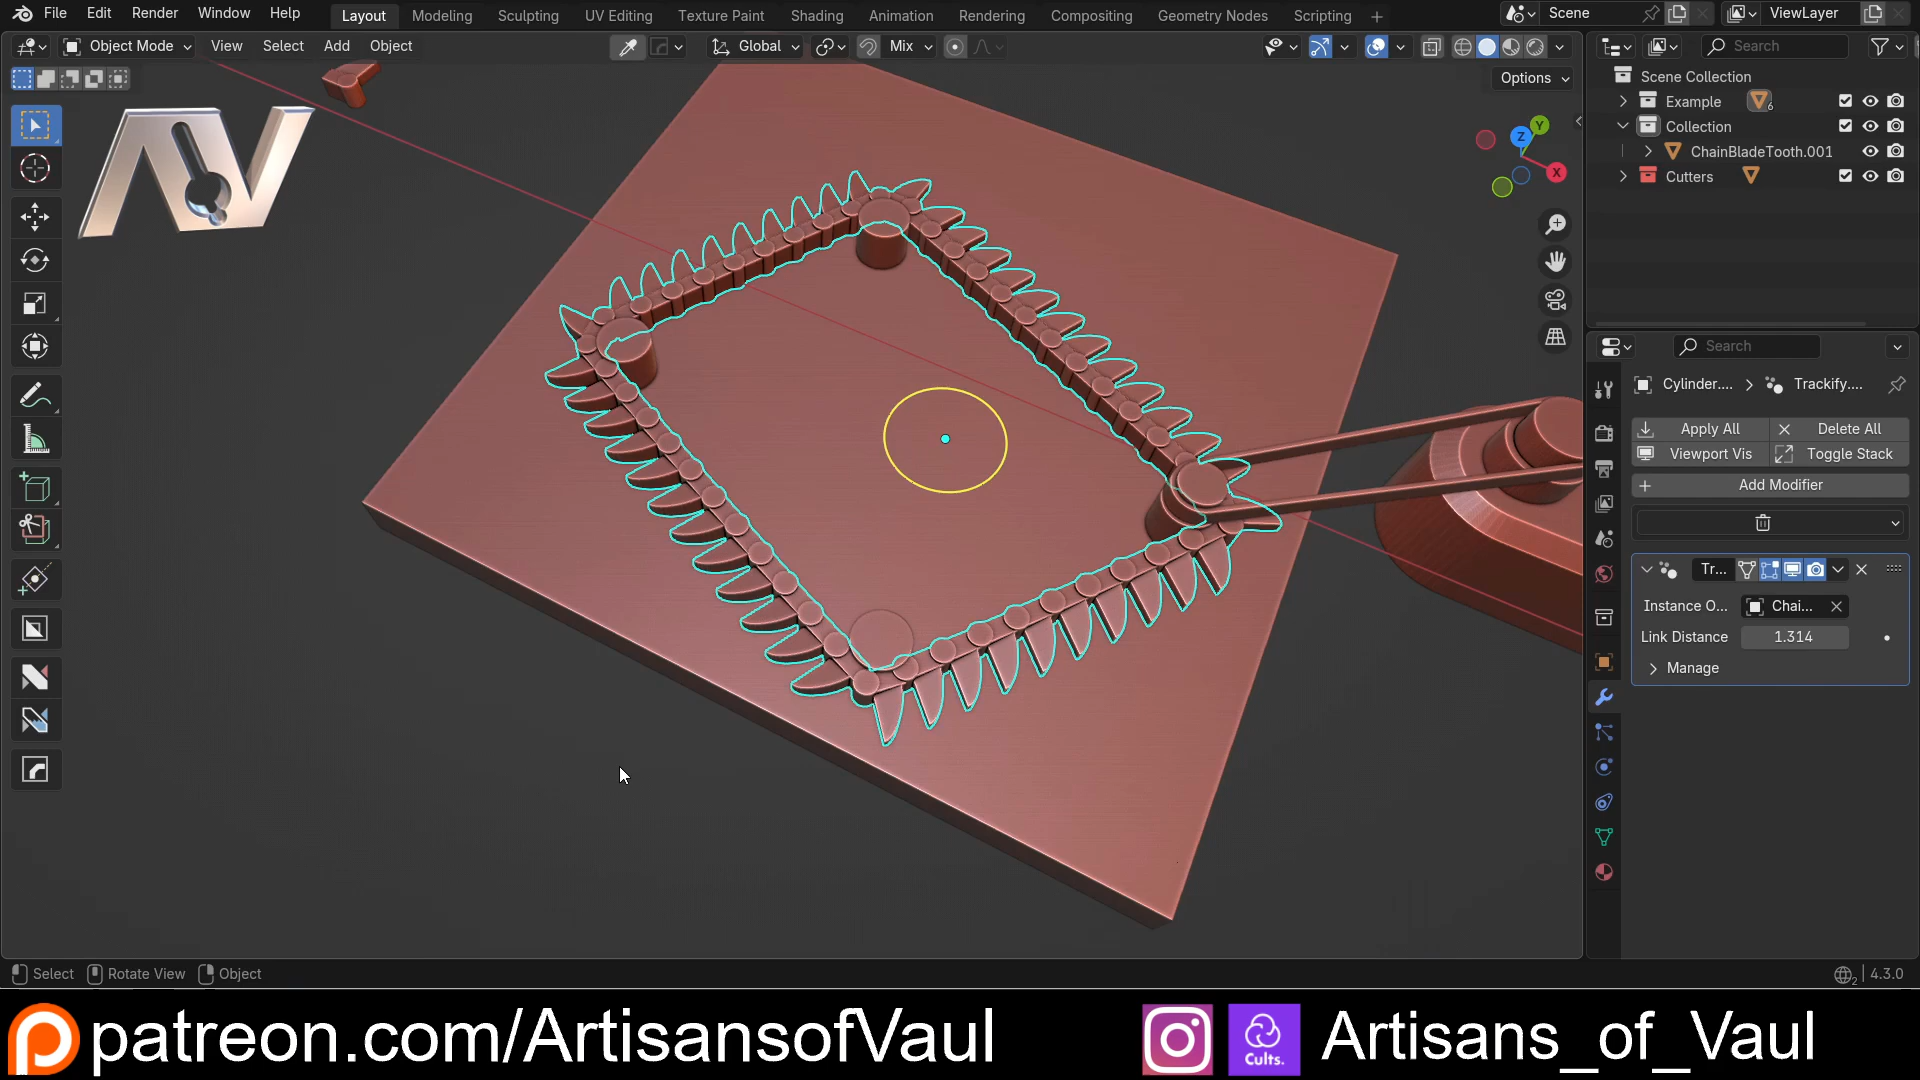 File Edit Render Window Help Layout Modeling Sculpting UV Editing Texture Paint Shading Animation Rendering Compositing Geometry Nodes Scripting Scene ViewLayer
Object Mode View Select Add Object Global Mix Search
Options
Scene Collection
Example 6
Collection
ChainBladeTooth.001
Cutters
Z Y X
Search
Cylinder.... Trackify....
Apply All Delete All
Viewport Vis Toggle Stack
Add Modifier
Tr...
Instance O... Chai...
Link Distance 1.314
Manage
Select Rotate View Object 2 4.3.0
patreon.com/ArtisansofVaul
Cults.
Artisans_of_Vaul